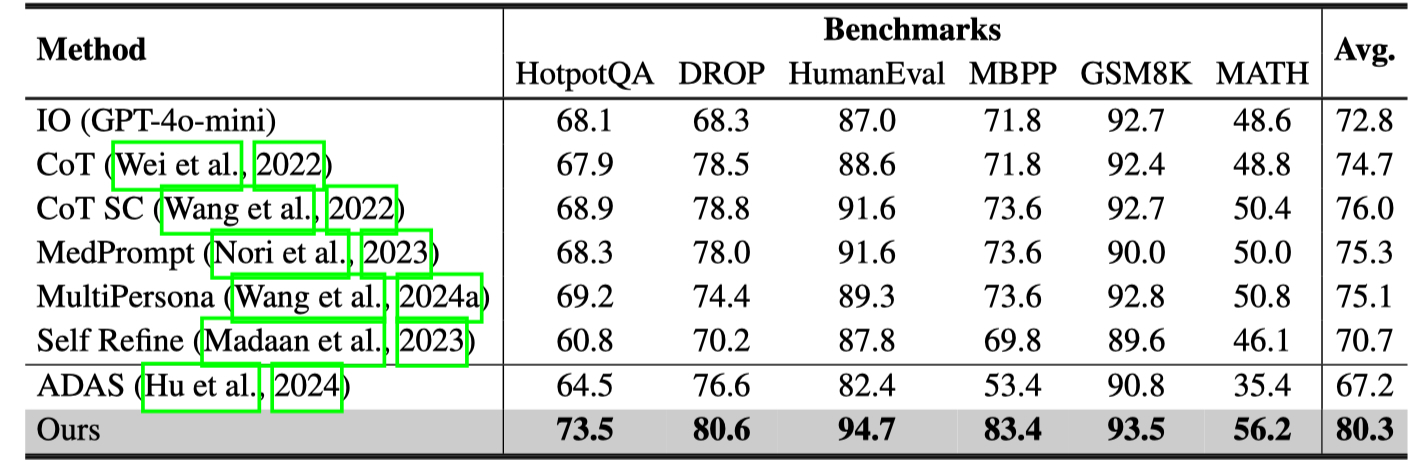 Method Benchmarks Avg.
HotpotQA DROP HumanEval MBPP GSM8K MATH
IO (GPT-4o-mini) 68.1 68.3 87.0 71.8 92.7 48.6 72.8
CoT (Wei et al., 2022) 67.9 78.5 88.6 71.8 92.4 48.8 74.7
CoT SC (Wang et al., 2022) 68.9 78.8 91.6 73.6 92.7 50.4 76.0
MedPrompt (Nori et al., 2023) 68.3 78.0 91.6 73.6 90.0 50.0 75.3
MultiPersona (Wang et al., 2024a) 69.2 74.4 89.3 73.6 92.8 50.8 75.1
Self Refine (Madaan et al., 2023) 60.8 70.2 87.8 69.8 89.6 46.1 70.7
ADAS (Hu et al., 2024) 64.5 76.6 82.4 53.4 90.8 35.4 67.2
Ours 73.5 80.6 94.7 83.4 93.5 56.2 80.3